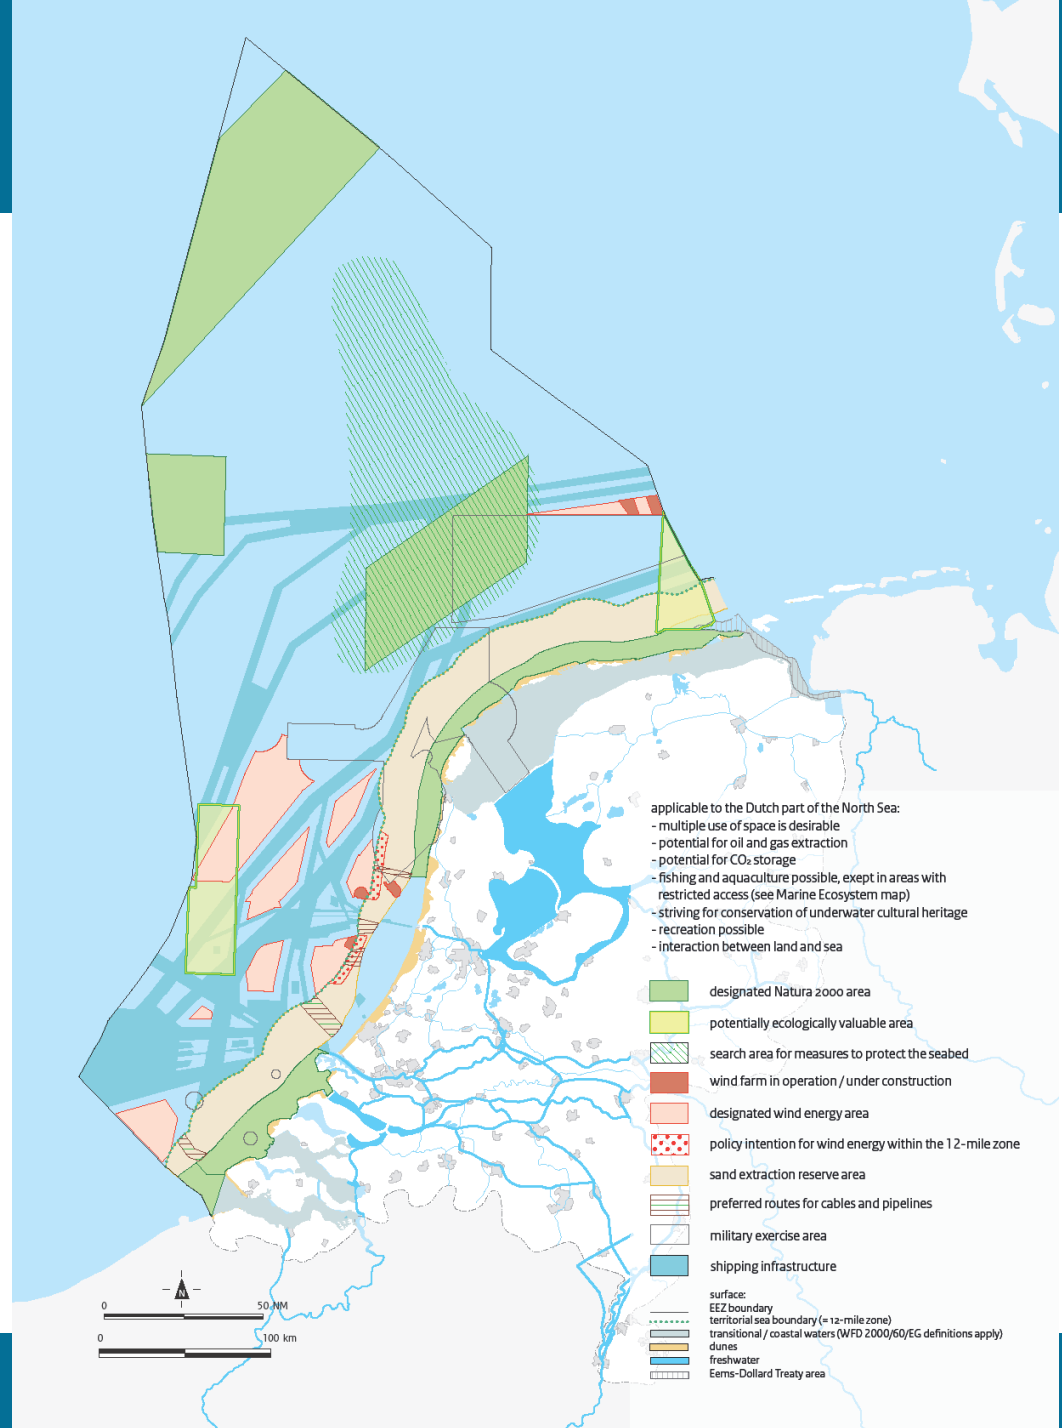 applicable to the Dutch part of the North Sea:
- multiple use of space is desirable
- potential for oil and gas extraction
- potential for CO₂ storage
- fishing and aquaculture possible, exept in areas with
restricted access (see Marine Ecosystem map)
- striving for conservation of underwater cultural heritage
- recreation possible
- interaction between land and sea
designated Natura 2000 area
potentially ecologically valuable area
search area for measures to protect the seabed
wind farm in operation / under construction
designated wind energy area
policy intention for wind energy within the 12-mile zone
sand extraction reserve area
preferred routes for cables and pipelines
military exercise area
shipping infrastructure
surface:
EEZ boundary
territorial sea boundary (= 12-mile zone)
transitional / coastal waters (WFD 2000/60/EG definitions apply)
dunes
freshwater
Eems-Dollard Treaty area
N
0 50 NM
0 100 km